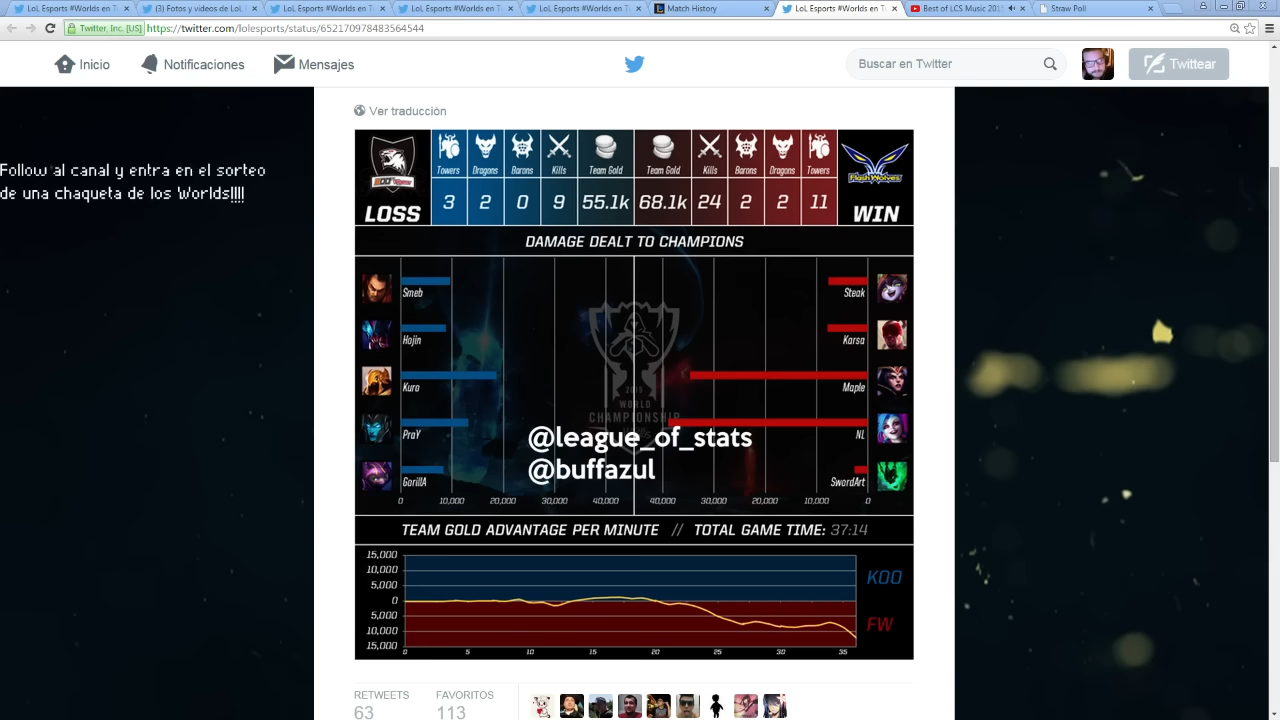 LoL Esports #Worlds en T
(3) Fotos y videos de LoL
LoL Esports #Worlds en T
LoL Esports #Worlds en T
LoL Esports #Worlds en T
Match History
LoL Esports #Worlds en T
Best of LCS Music 2015
Straw Poll
Twitter, Inc. [US] https://twitter.com/lolesports/status/652170978483564544
Inicio Notificaciones Mensajes Buscar en Twitter Twittear
Ver traducción
Follow al canal y entra en el sorteo
de una chaqueta de los Worlds!!!!
Towers Dragons Barons Kills Team Gold Team Gold Kills Barons Dragons Towers
Flash Wolves
LOSS 3 2 0 9 55.1k 68.1k 24 2 2 11 WIN
DAMAGE DEALT TO CHAMPIONS
Smeb Steak
Hojin Karsa
Kuro Maple
2015
WORLD
CHAMPIONSHIP
PraY NL
@league_of_stats
@buffazul
GorillA SwordArt
0 10,000 20,000 30,000 40,000 40,000 30,000 20,000 10,000 0
TEAM GOLD ADVANTAGE PER MINUTE // TOTAL GAME TIME: 37:14
15,000
10,000
5,000
0
5,000
10,000
15,000
KOO
FW
0 5 10 15 20 25 30 35
RETWEETS FAVORITOS
63 113